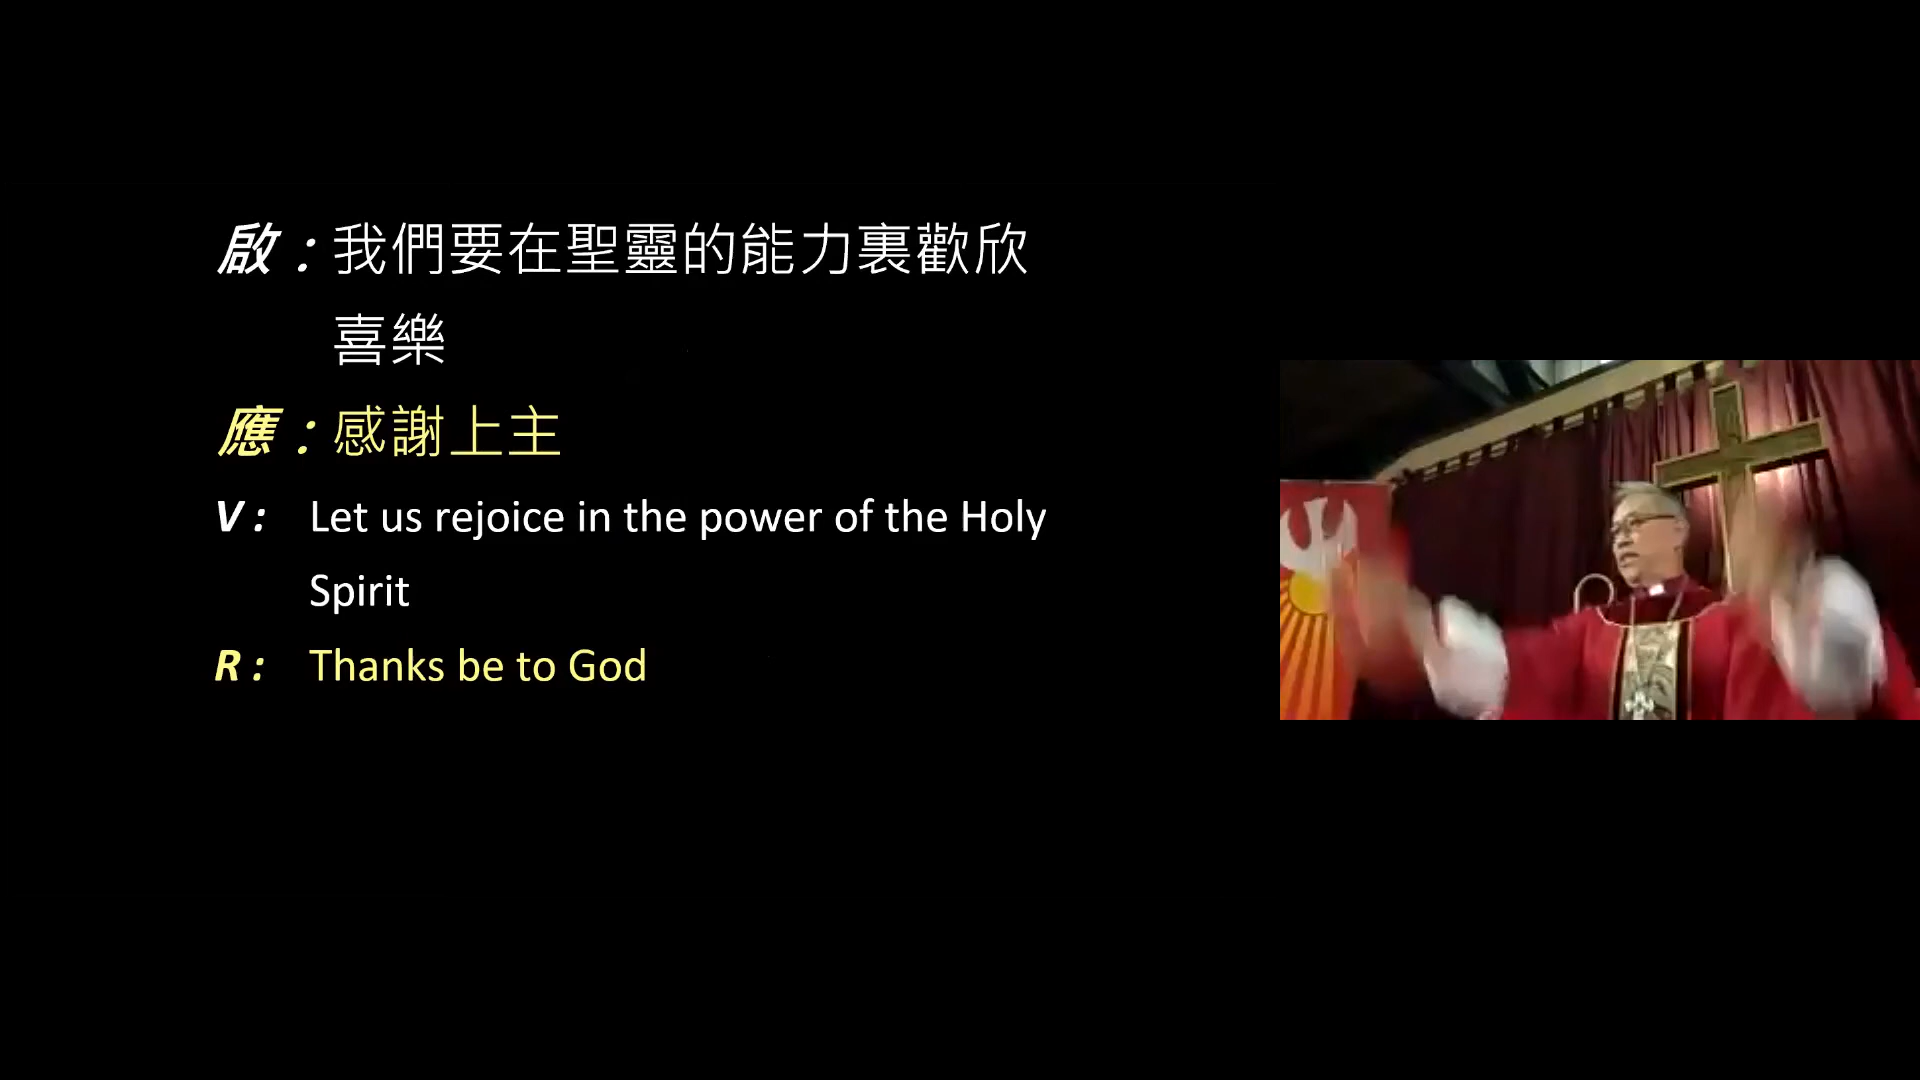 啟：我們要在聖靈的能力裏歡欣
喜樂
應：感謝上主
V : Let us rejoice in the power of the Holy
Spirit
R : Thanks be to God